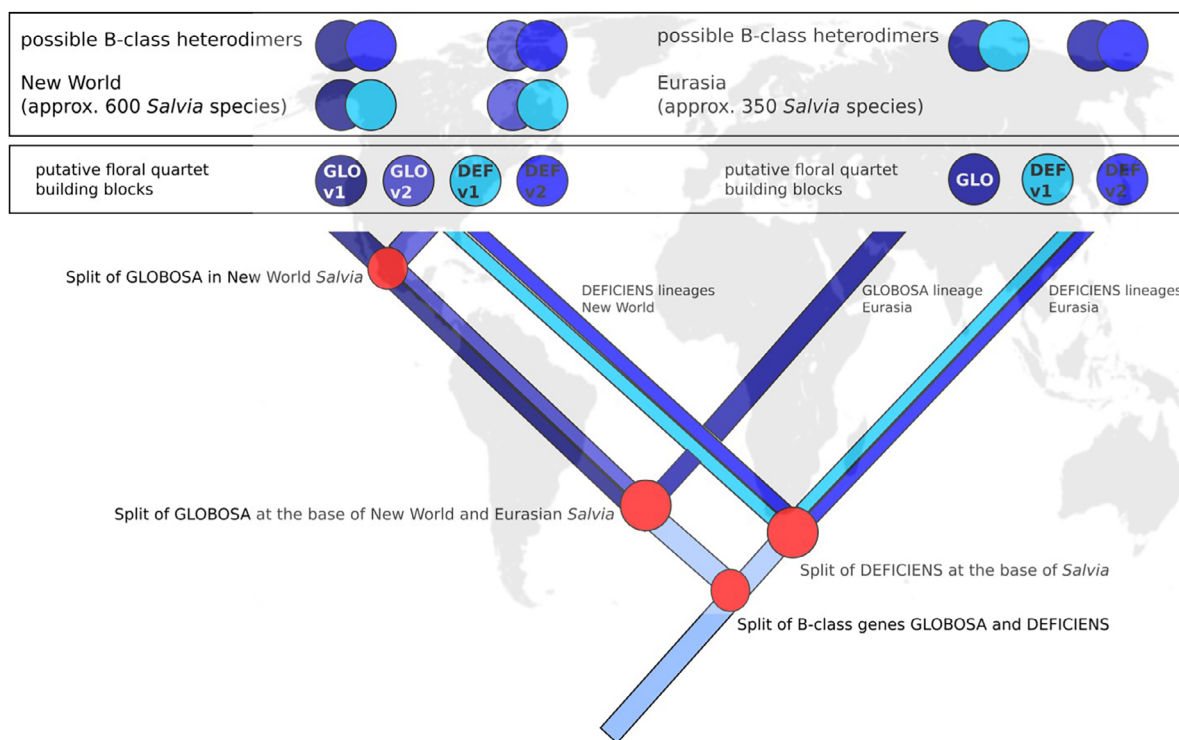 possible B-class heterodimers
New World
(approx. 600 Salvia species)
possible B-class heterodimers
Eurasia
(approx. 350 Salvia species)
putative floral quartet
building blocks
GLO
v1
GLO
v2
DEF
v1
DEF
v2
putative floral quartet
building blocks
GLO
DEF
v1
DEF
v2
Split of GLOBOSA in New World Salvia
DEFICIENS lineages
New World
GLOBOSA lineage
Eurasia
DEFICIENS lineages
Eurasia
Split of GLOBOSA at the base of New World and Eurasian Salvia
Split of DEFICIENS at the base of Salvia
Split of B-class genes GLOBOSA and DEFICIENS